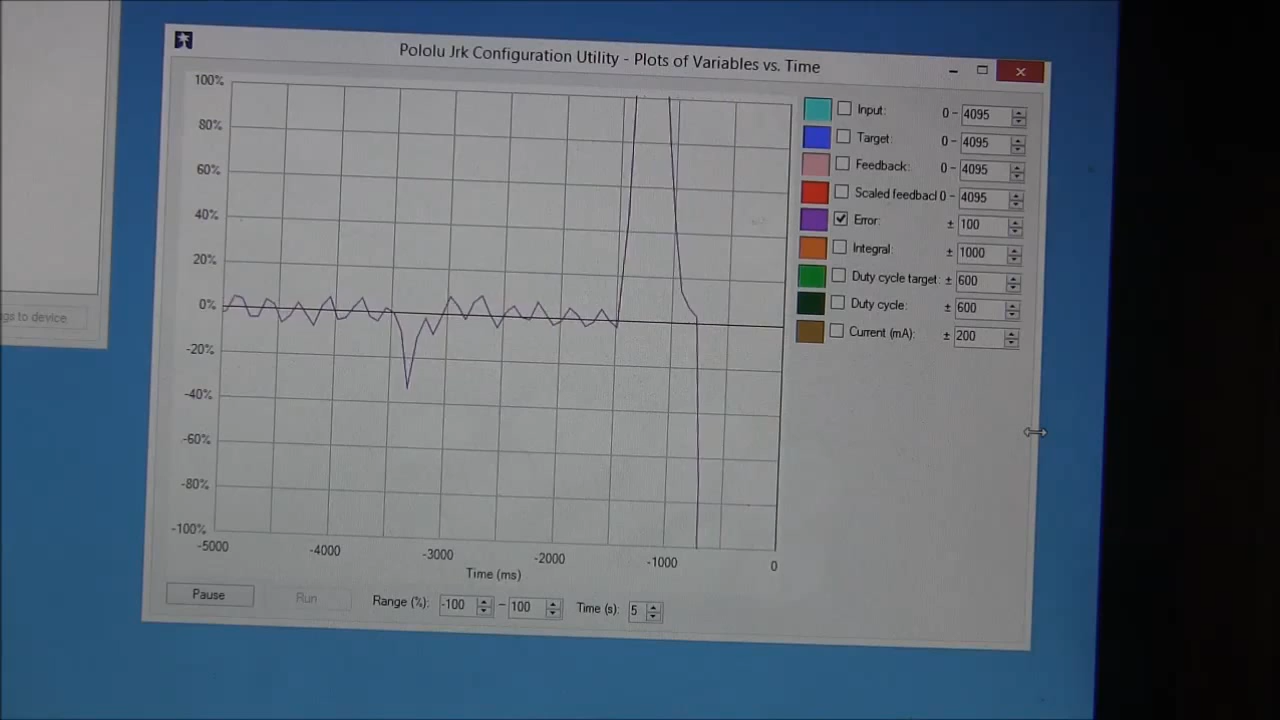 Pololu Jrk Configuration Utility - Plots of Variables vs. Time
100%
80%
60%
40%
20%
0%
-20%
-40%
-60%
-80%
-100%
-5000
-4000
-3000
-2000
-1000
0
Time (ms)
Input: 0 - 4095
Target: 0 - 4095
Feedback: 0 - 4095
Scaled feedbacl 0 - 4095
Error: ± 100
Integral: ± 1000
Duty cycle target: ± 600
Duty cycle: ± 600
Current (mA): ± 200
gs to device
Pause
Run
Range (%): -100 - 100
Time (s): 5